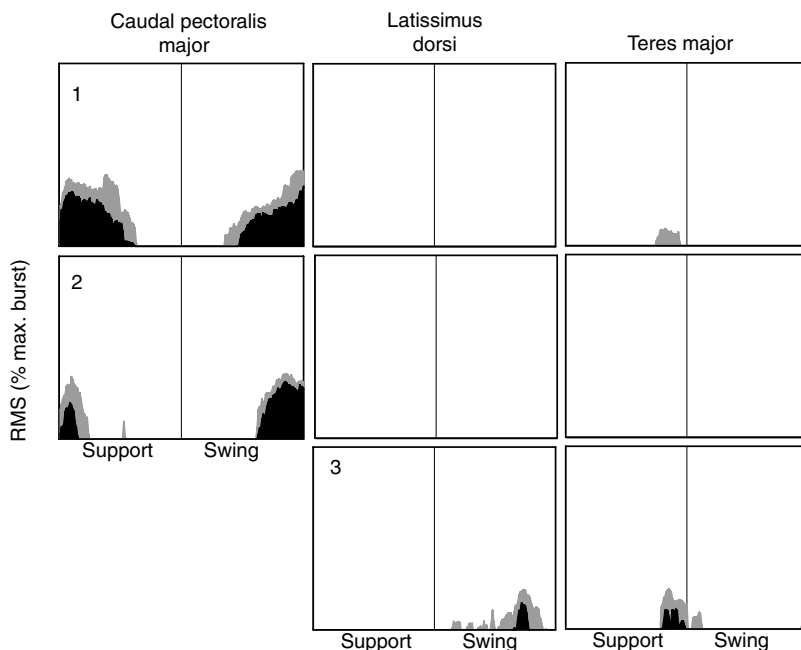 Caudal pectoralis
major
Latissimus
dorsi
Teres major
RMS (% max. burst)
1
2
Support Swing
3
Support Swing
Support Swing